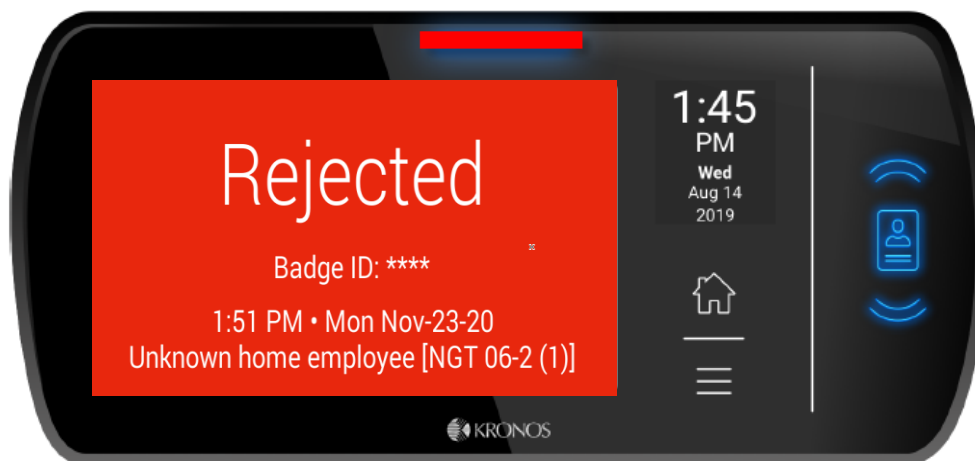 Rejected
Badge ID: ****
1:51 PM • Mon Nov-23-20
Unknown home employee [NGT 06-2 (1)]
1:45
PM
Wed
Aug 14
2019
KRONOS